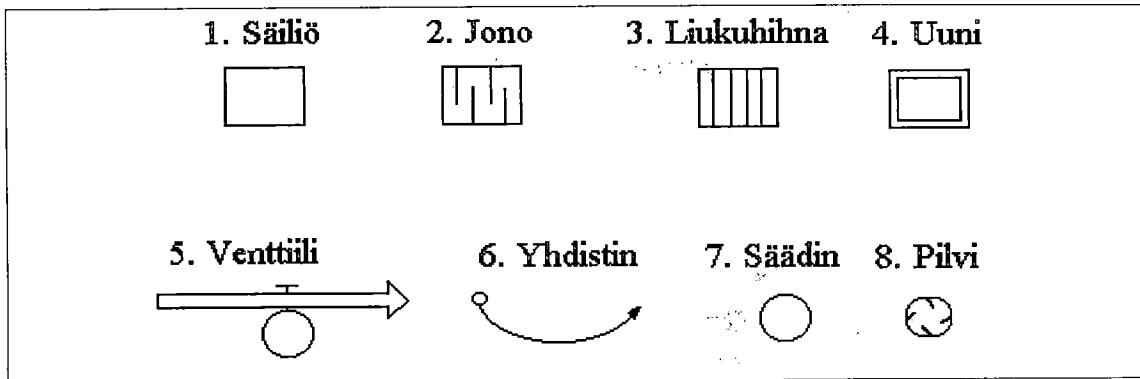 1. Säiliö 2. Jono 3. Liukuhihna 4. Uuni
5. Venttiili 6. Yhdistin 7. Säädin 8. Pilvi